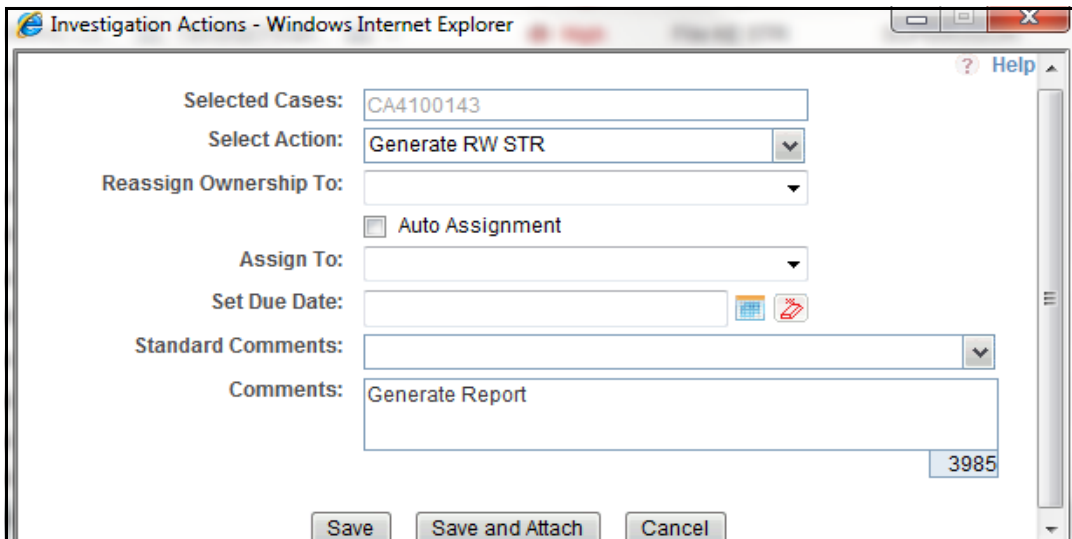 Investigation Actions - Windows Internet Explorer
? Help
Selected Cases: CA4100143
Select Action: Generate RW STR
Reassign Ownership To:
Auto Assignment
Assign To:
Set Due Date:
Standard Comments:
Comments: Generate Report
3985
Save Save and Attach Cancel